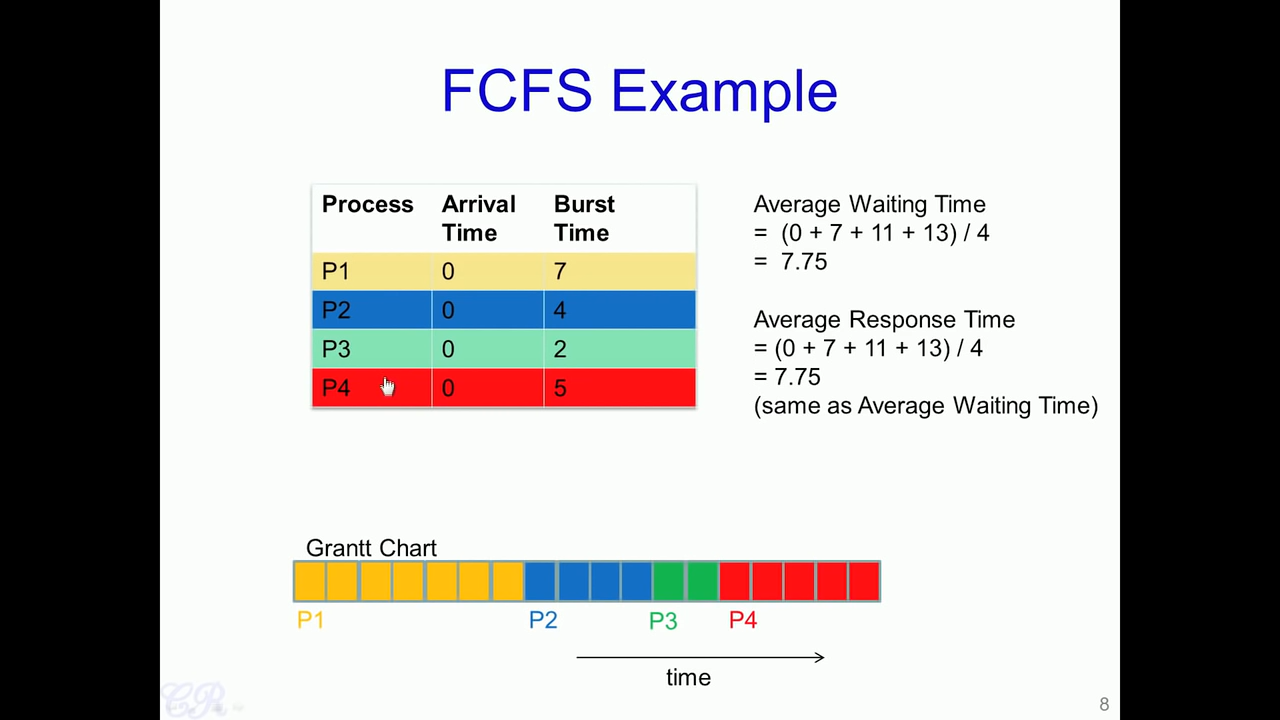 FCFS Example
Process Arrival Time Burst Time
P1 0 7
P2 0 4
P3 0 2
P4 0 5
Average Waiting Time
= (0 + 7 + 11 + 13) / 4
= 7.75
Average Response Time
= (0 + 7 + 11 + 13) / 4
= 7.75
(same as Average Waiting Time)
Grantt Chart
P1 P2 P3 P4
time
8